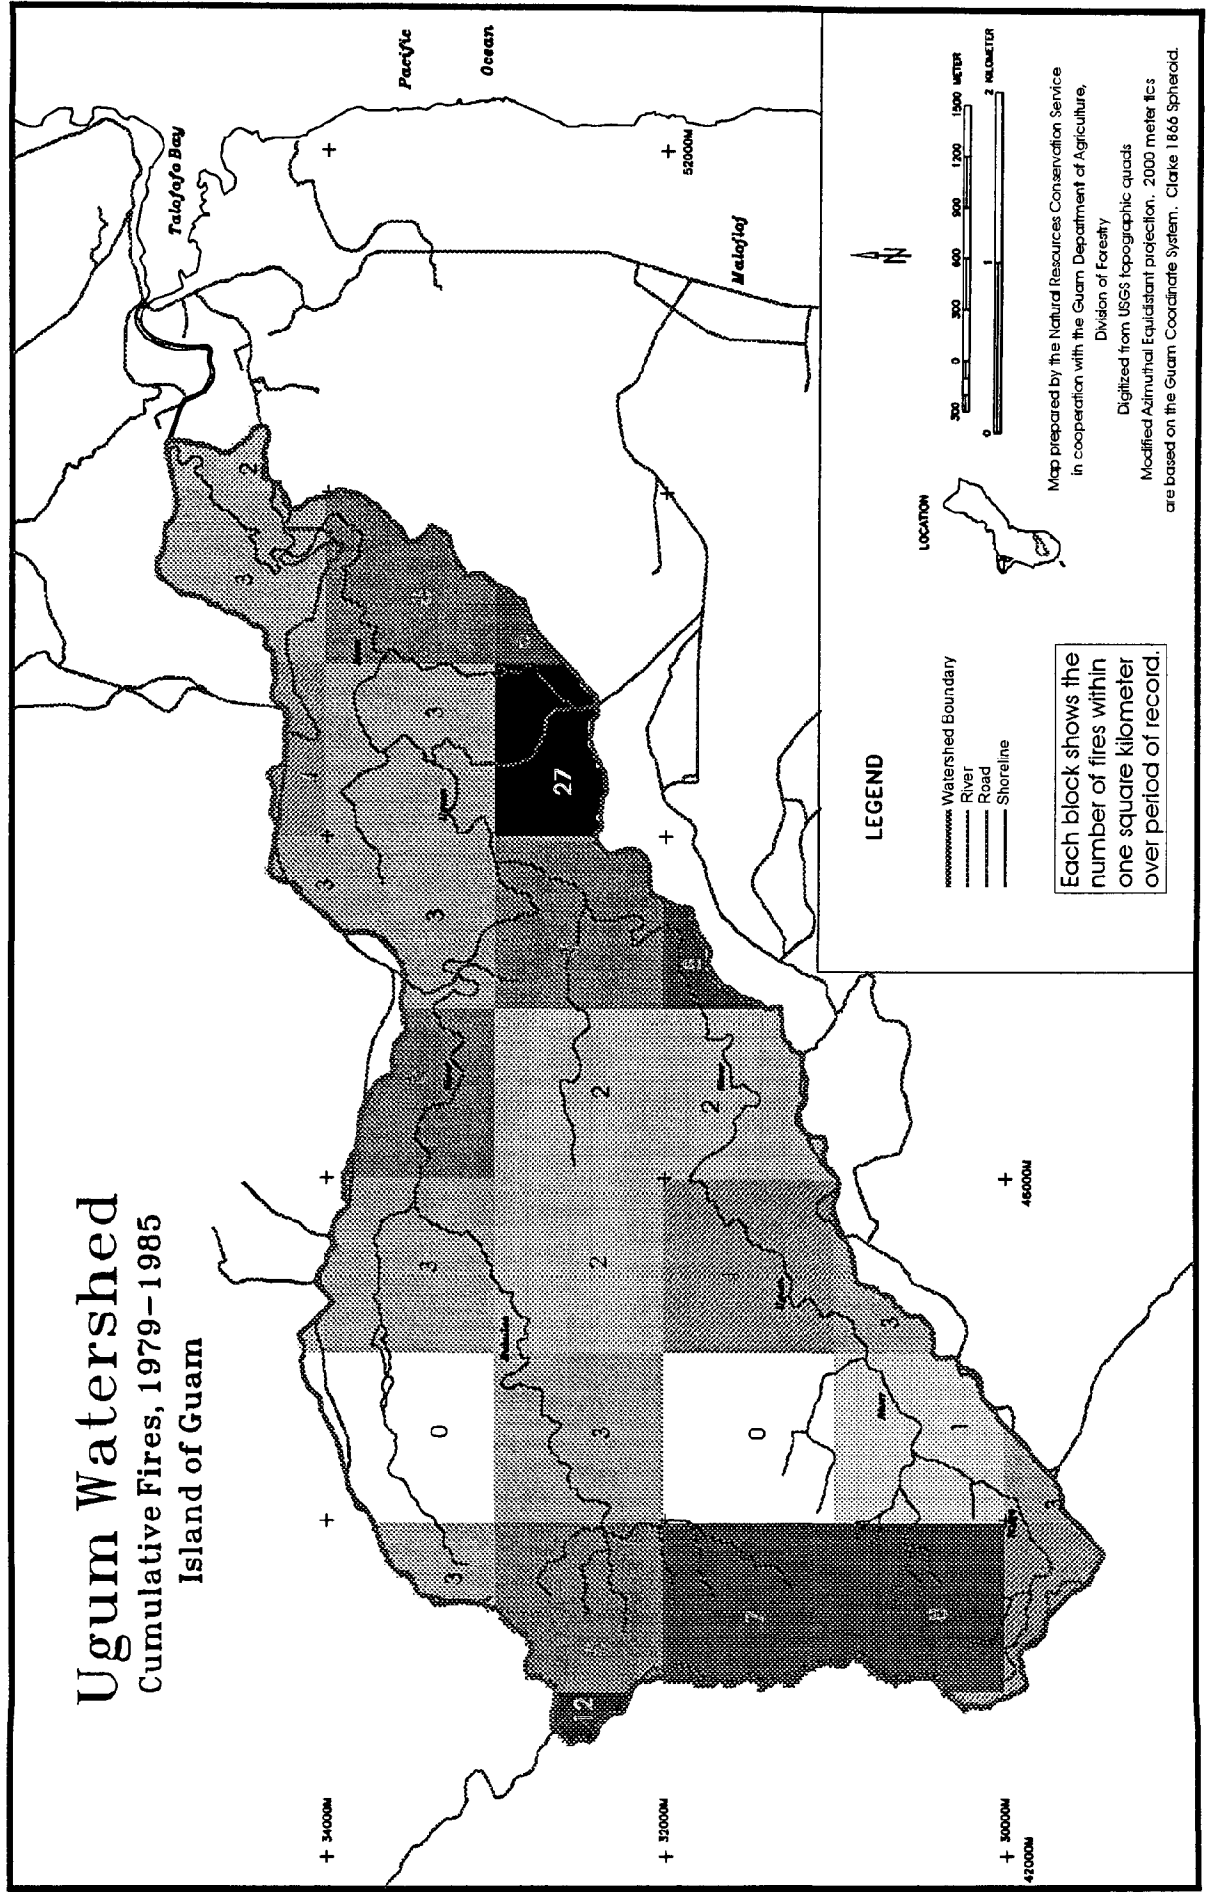 Ugum Watershed
Cumulative Fires, 1979-1985
Island of Guam
Pacific
Ocean
Talofofo Bay
Malojloj
2
3
3
3
3
27
3
2
2
3
2
3
0
3
0
1
3
3
7
8
12
+ 34000M
+ 32000M
+ 30000M
42000M
46000M
52000M
LEGEND
Watershed Boundary
River
Road
Shoreline
Each block shows the
number of fires within
one square kilometer
over period of record.
LOCATION
N
300 0 300 600 900 1200 1500 METER
0 1 2 KILOMETER
Map prepared by the Natural Resources Conservation Service
in cooperation with the Guam Department of Agriculture,
Division of Forestry
Digitized from USGS topographic quads
Modified Azimuthal Equidistant projection. 2000 meter tics
are based on the Guam Coordinate System. Clarke 1866 Spheroid.